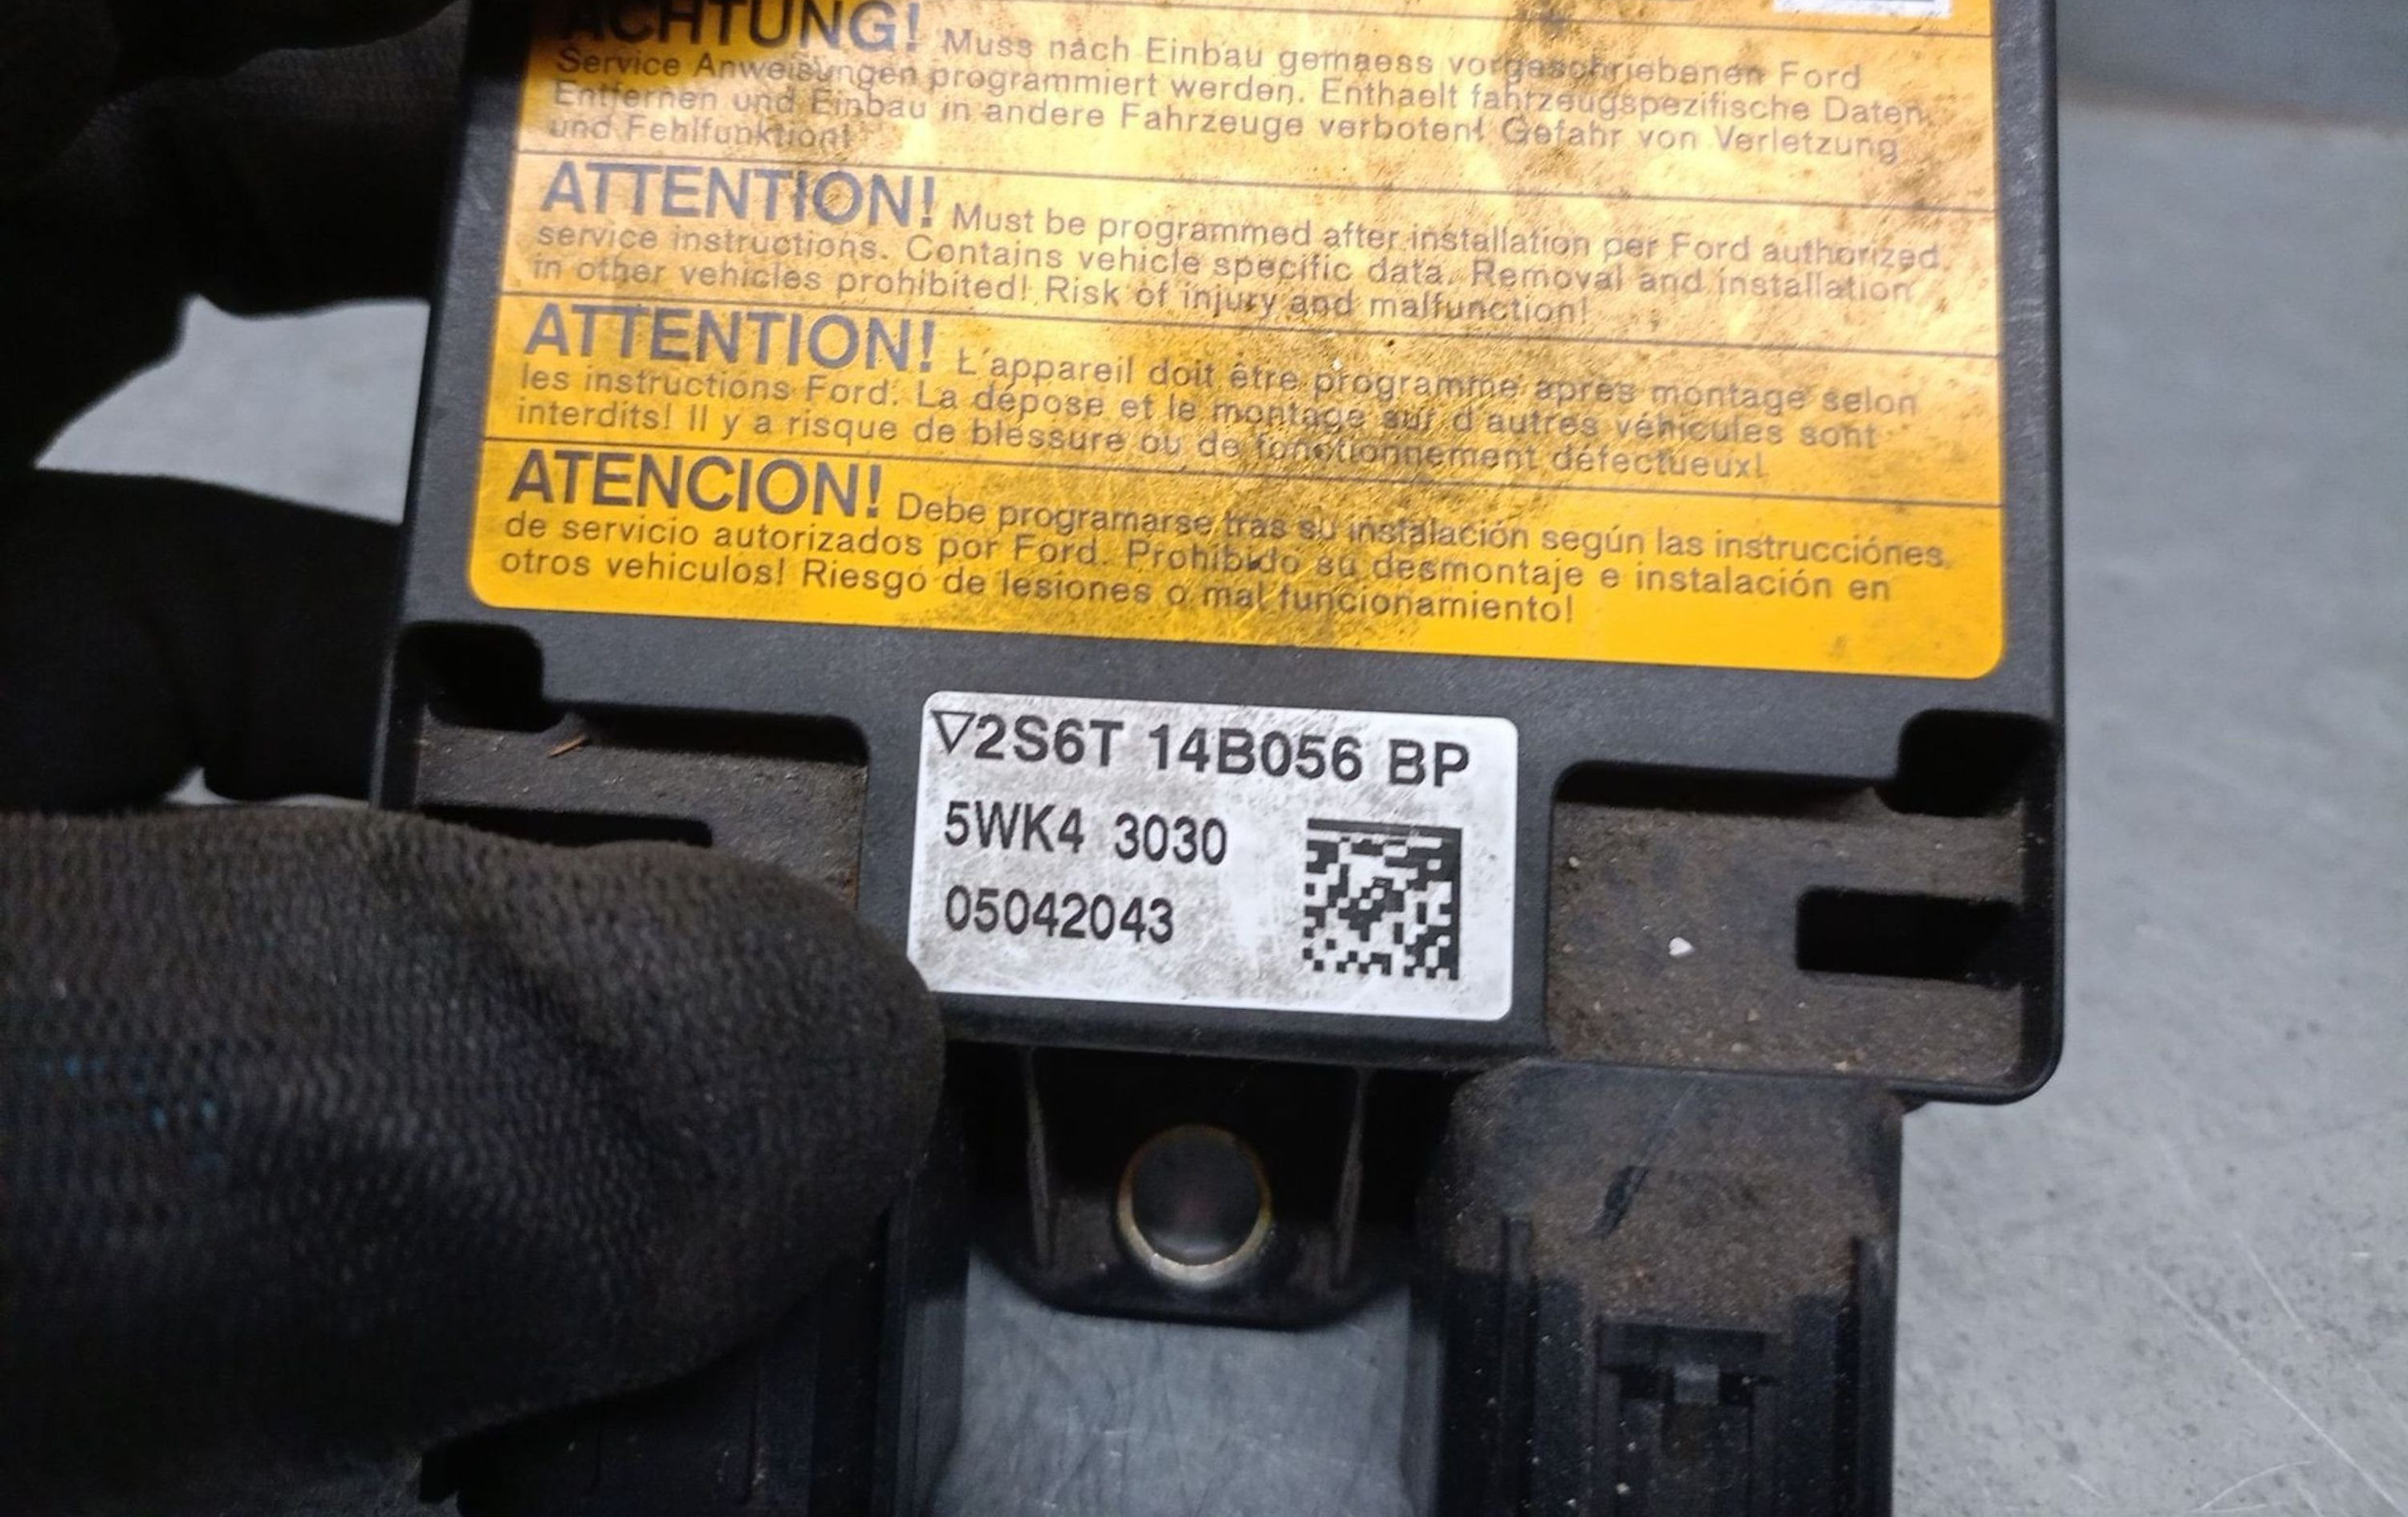 ACHTUNG! Muss nach Einbau gemaess vorgeschriebenen Ford
Service Anweisungen programmiert werden. Enthaelt fahrzeugspezifische Daten.
Entfernen und Einbau in andere Fahrzeuge verboten! Gefahr von Verletzung
und Fehlfunktion!
ATTENTION! Must be programmed after installation per Ford authorized
service instructions. Contains vehicle specific data. Removal and installation
in other vehicles prohibited! Risk of injury and malfunction!
ATTENTION! L'appareil doit être programme après montage selon
les instructions Ford. La dépose et le montage sur d'autres véhicules sont
interdits! Il y a risque de blessure ou de fonctionnement défectueux!
ATENCION! Debe programarse tras su instalación según las instrucciónes
de servicio autorizados por Ford. Prohibido su desmontaje e instalación en
otros vehiculos! Riesgo de lesiones o mal funcionamiento!
▽2S6T 14B056 BP
5WK4 3030
05042043